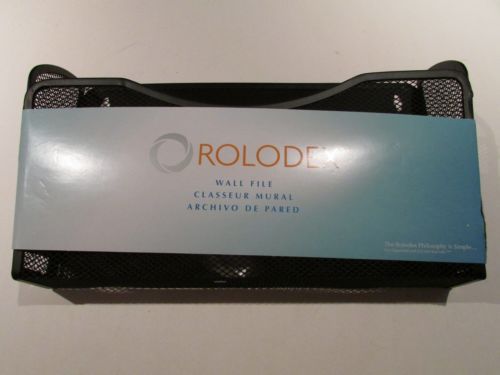 ROLODEX
WALL FILE
CLASSEUR MURAL
ARCHIVO DE PARED
The Rolodex Philosophy is Simple...